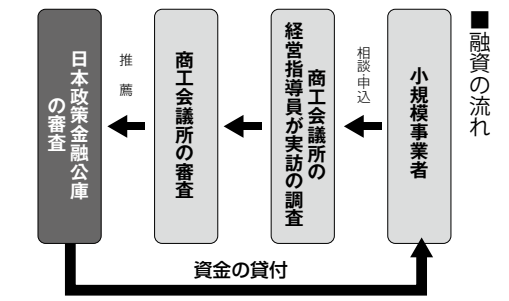 ■融資の流れ
小規模事業者
相談・申込
商工会議所の
経営指導員が実訪の調査
商工会議所の審査
推薦
日本政策金融公庫
の審査
資金の貸付